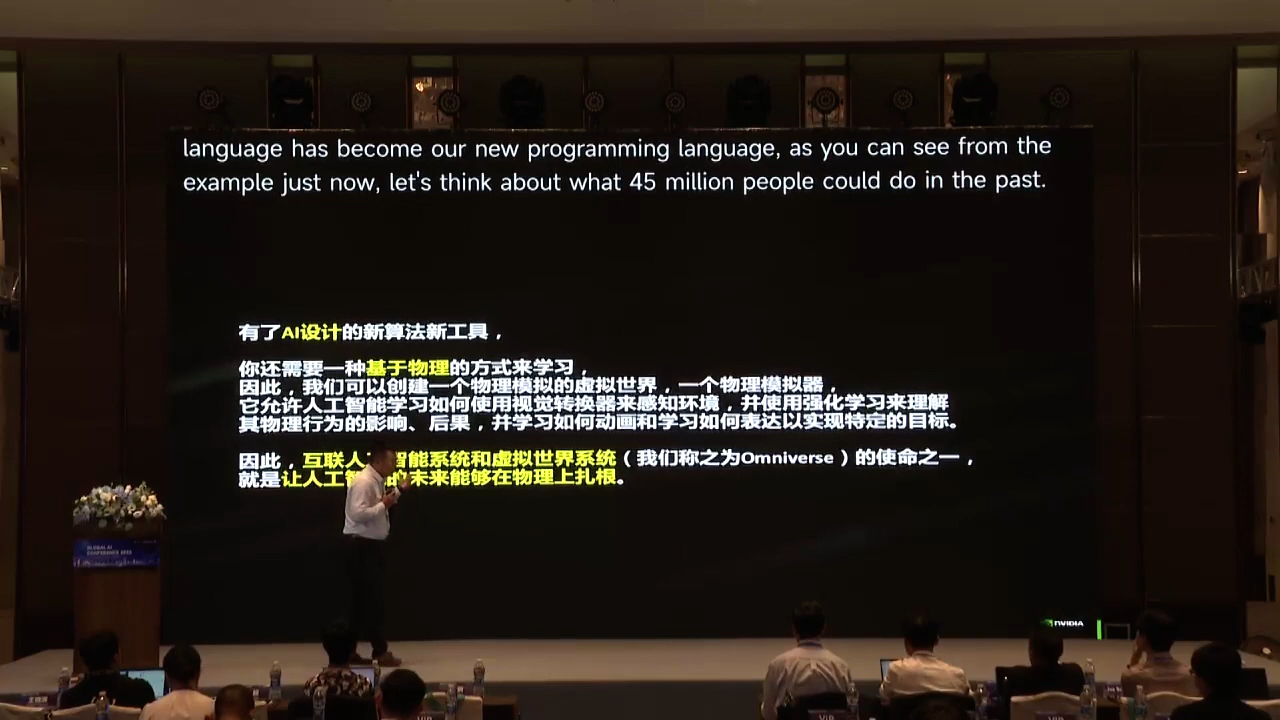 language has become our new programming language, as you can see from the
example just now, let's think about what 45 million people could do in the past.
有了AI设计的新算法新工具，
你还需要一种基于物理的方式来学习，
因此，我们可以创建一个物理模拟的虚拟世界，一个物理模拟器，
它允许人工智能学习如何使用视觉转换器来感知环境，并使用强化学习来理解
其物理行为的影响、后果，并学习如何动画和学习如何表达以实现特定的目标。
因此，互联人工智能系统和虚拟世界系统（我们称之为Omniverse）的使命之一，
就是让人工智 的未来能够在物理上扎根。
NVIDIA
GLOBAL AI
CONFERENCE
VIP